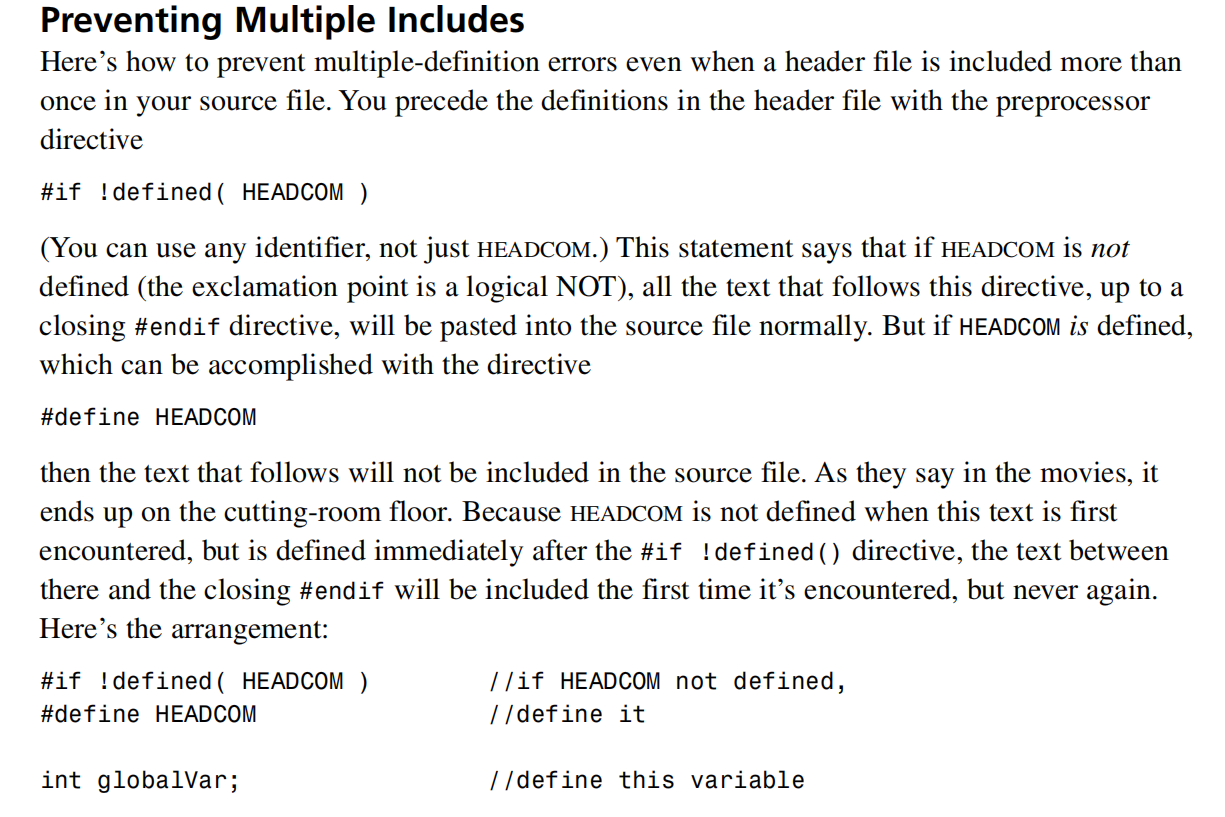 Preventing Multiple Includes
Here’s how to prevent multiple-definition errors even when a header file is included more than
once in your source file. You precede the definitions in the header file with the preprocessor
directive
#if !defined( HEADCOM )
(You can use any identifier, not just HEADCOM.) This statement says that if HEADCOM is not
defined (the exclamation point is a logical NOT), all the text that follows this directive, up to a
closing #endif directive, will be pasted into the source file normally. But if HEADCOM is defined,
which can be accomplished with the directive
#define HEADCOM
then the text that follows will not be included in the source file. As they say in the movies, it
ends up on the cutting-room floor. Because HEADCOM is not defined when this text is first
encountered, but is defined immediately after the #if !defined() directive, the text between
there and the closing #endif will be included the first time it’s encountered, but never again.
Here’s the arrangement:
#if !defined( HEADCOM ) //if HEADCOM not defined,
#define HEADCOM //define it
int globalVar; //define this variable